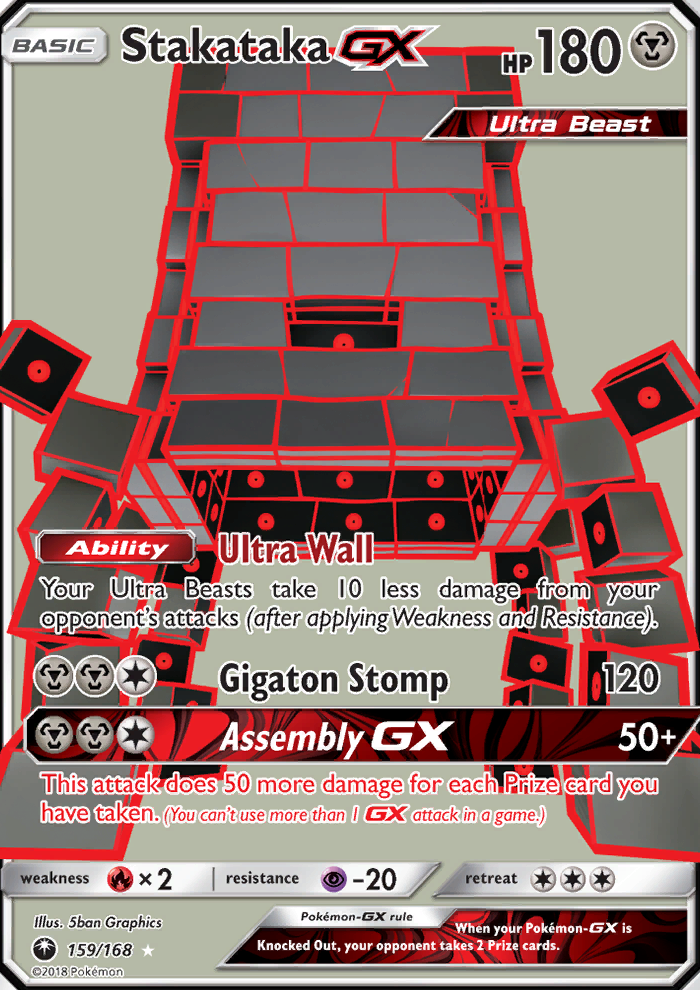 BASIC Stakataka GX HP 180
Ultra Beast
Ability Ultra Wall
Your Ultra Beasts take 10 less damage from your
opponent's attacks (after applying Weakness and Resistance).
Gigaton Stomp 120
Assembly GX 50+
This attack does 50 more damage for each Prize card you
have taken. (You can't use more than 1 GX attack in a game.)
weakness ×2 resistance -20 retreat
Illus. 5ban Graphics
159/168
©2018 Pokémon
Pokémon-GX rule
When your Pokémon-GX is
Knocked Out, your opponent takes 2 Prize cards.